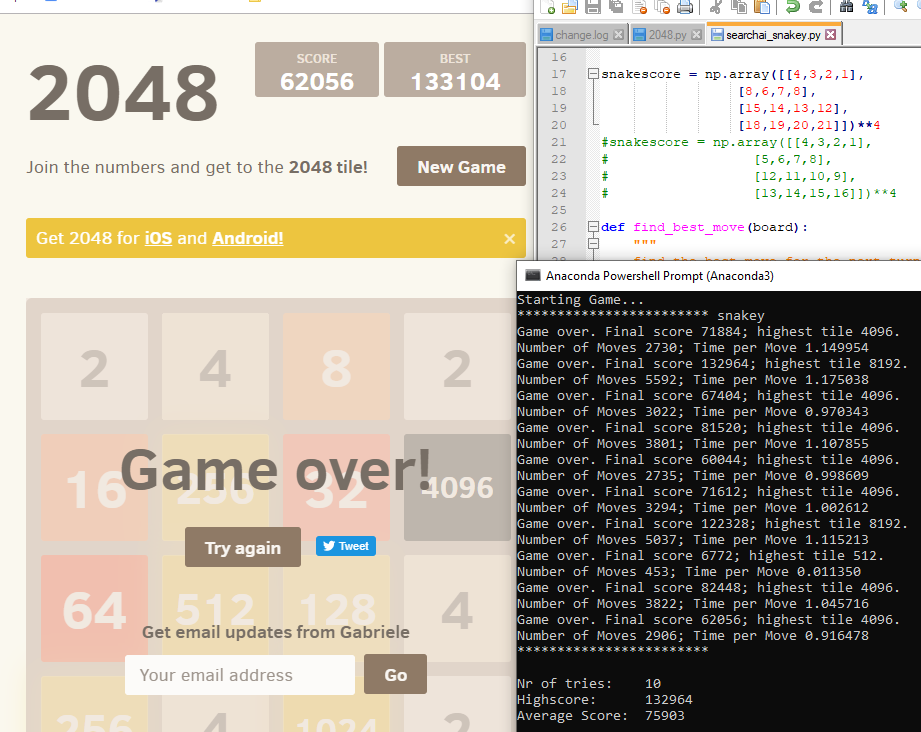 2048
SCORE
62056
BEST
133104
Join the numbers and get to the 2048 tile!
New Game
Get 2048 for iOS and Android!
×
2 4 8 2
16 256 32 4096
Game over!
Try again
Tweet
64 512 128 4
Get email updates from Gabriele
Your email address
Go
256 4 1024 2
change.log
2048.py
searchai_snakey.py
16
17 snakescore = np.array([[4,3,2,1],
18 [8,6,7,8],
19 [15,14,13,12],
20 [18,19,20,21]])**4
21 #snakescore = np.array([[4,3,2,1],
22 # [5,6,7,8],
23 # [12,11,10,9],
24 # [13,14,15,16]])**4
25
26 def find_best_move(board):
27 """
Anaconda Powershell Prompt (Anaconda3)
Starting Game...
************************ snakey
Game over. Final score 71884; highest tile 4096.
Number of Moves 2730; Time per Move 1.149954
Game over. Final score 132964; highest tile 8192.
Number of Moves 5592; Time per Move 1.175038
Game over. Final score 67404; highest tile 4096.
Number of Moves 3022; Time per Move 0.970343
Game over. Final score 81520; highest tile 4096.
Number of Moves 3801; Time per Move 1.107855
Game over. Final score 60044; highest tile 4096.
Number of Moves 2735; Time per Move 0.998609
Game over. Final score 71612; highest tile 4096.
Number of Moves 3294; Time per Move 1.002612
Game over. Final score 122328; highest tile 8192.
Number of Moves 5037; Time per Move 1.115213
Game over. Final score 6772; highest tile 512.
Number of Moves 453; Time per Move 0.011350
Game over. Final score 82448; highest tile 4096.
Number of Moves 3822; Time per Move 1.045716
Game over. Final score 62056; highest tile 4096.
Number of Moves 2906; Time per Move 0.916478
************************
Nr of tries: 10
Highscore: 132964
Average Score: 75903